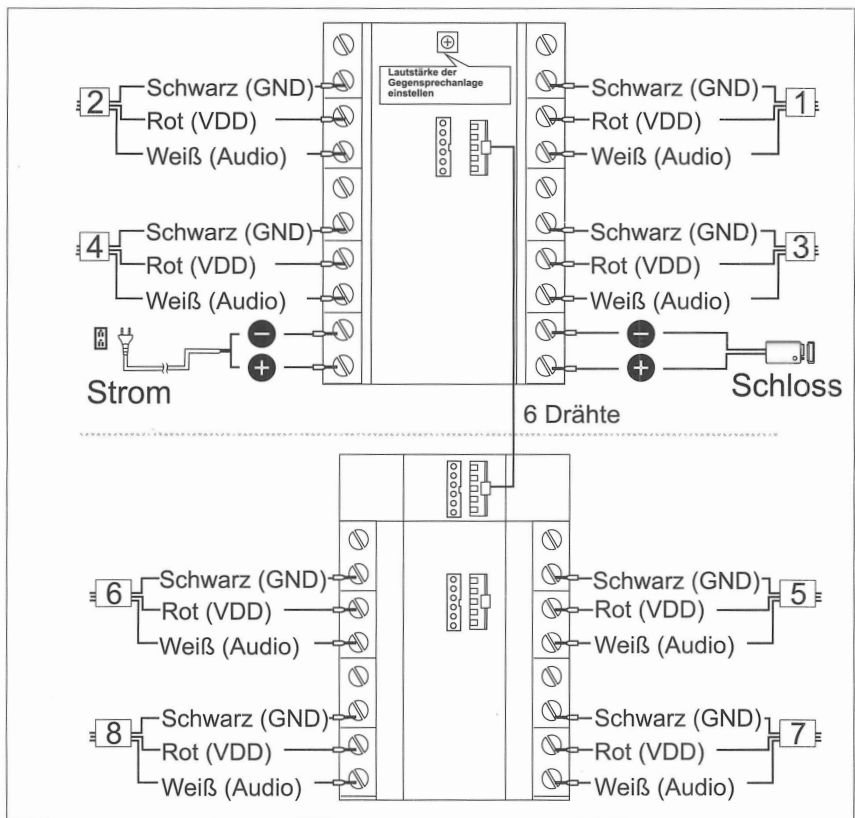 Lautstärke der
Gegensprechanlage
einstellen
2
Schwarz (GND)
Rot (VDD)
Weiß (Audio)
Schwarz (GND)
Rot (VDD)
Weiß (Audio)
1
4
Schwarz (GND)
Rot (VDD)
Weiß (Audio)
Schwarz (GND)
Rot (VDD)
Weiß (Audio)
3
−
+
Strom
−
+
Schloss
6 Drähte
6
Schwarz (GND)
Rot (VDD)
Weiß (Audio)
Schwarz (GND)
Rot (VDD)
Weiß (Audio)
5
8
Schwarz (GND)
Rot (VDD)
Weiß (Audio)
Schwarz (GND)
Rot (VDD)
Weiß (Audio)
7